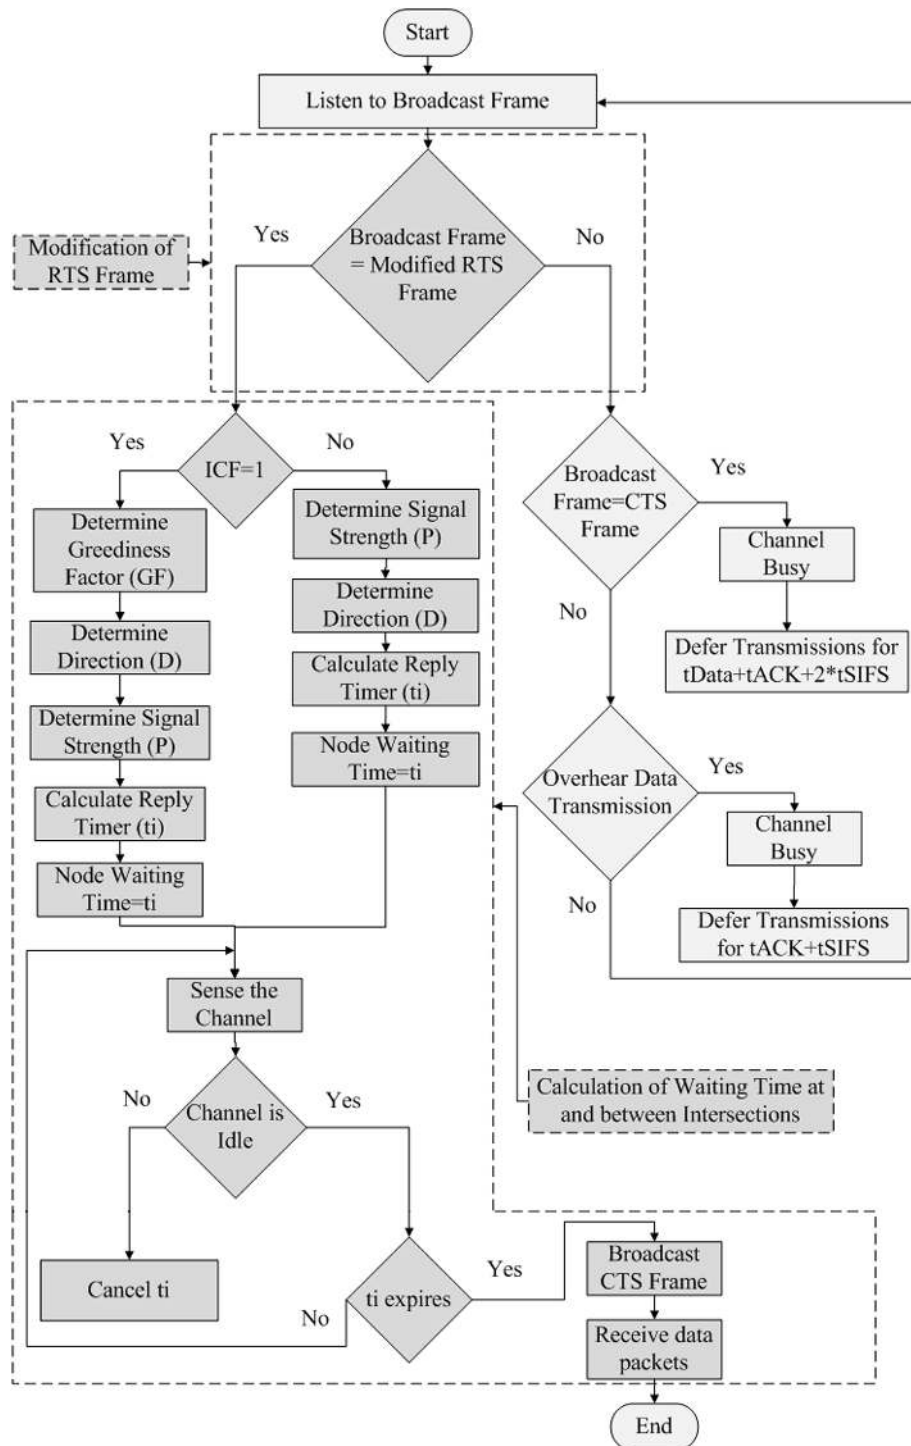 Start
Listen to Broadcast Frame
Modification of
RTS Frame
Yes
Broadcast Frame
= Modified RTS
Frame
No
Yes
ICF=1
No
Determine
Greediness
Factor (GF)
Determine
Direction (D)
Determine Signal
Strength (P)
Calculate Reply
Timer (ti)
Node Waiting
Time=ti
Determine Signal
Strength (P)
Determine
Direction (D)
Calculate Reply
Timer (ti)
Node Waiting
Time=ti
Broadcast
Frame=CTS
Frame
Yes
Channel
Busy
Defer Transmissions for
tData+tACK+2*tSIFS
No
Overhear Data
Transmission
Yes
Channel
Busy
Defer Transmissions
for tACK+tSIFS
No
Sense the
Channel
Calculation of Waiting Time at
and between Intersections
No
Channel is
Idle
Yes
Cancel ti
ti expires
No
Yes
Broadcast
CTS Frame
Receive data
packets
End